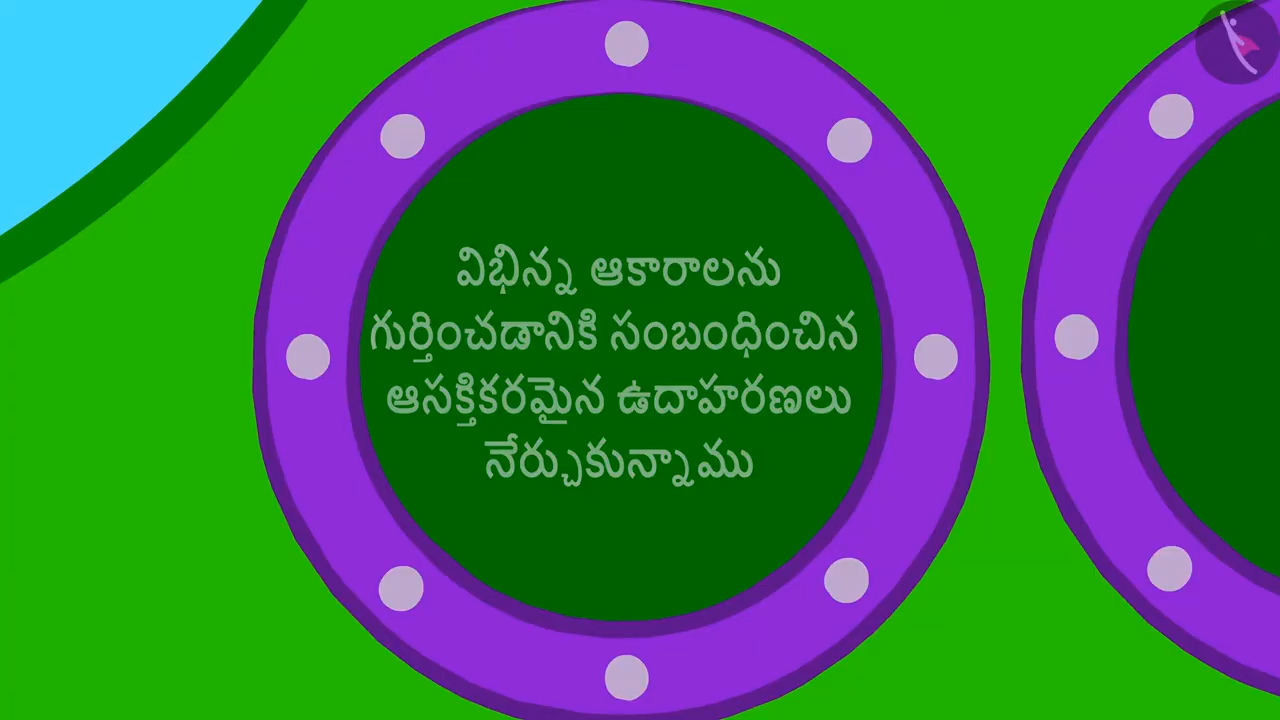 విభిన్న ఆకారాలను
గుర్తించడానికి సంబంధించిన
ఆసక్తికరమైన ఉదాహరణలు
నేర్చుకున్నాము